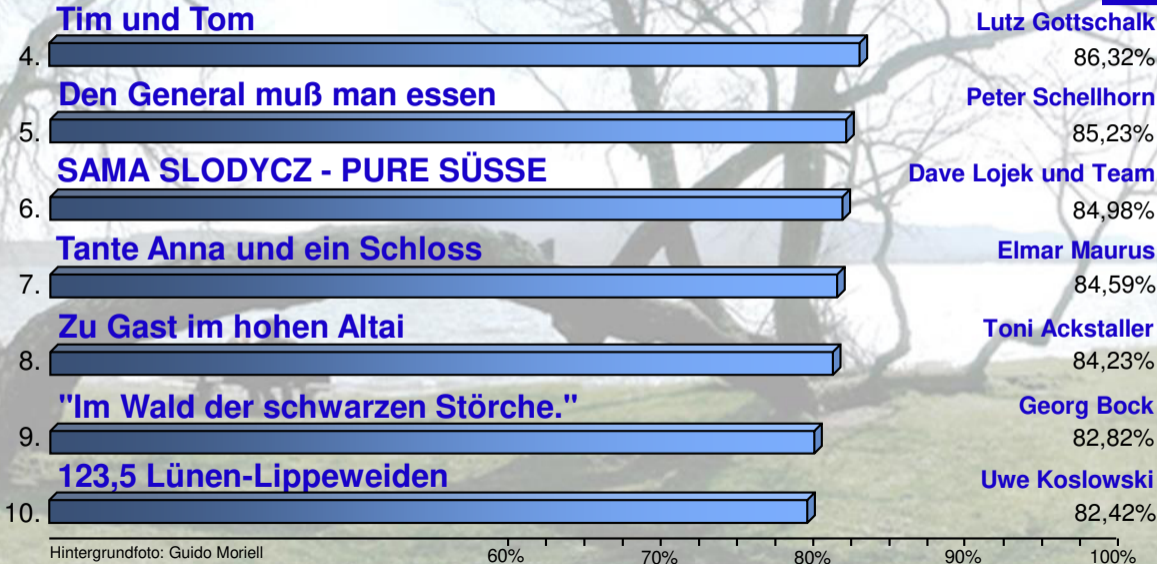 Tim und Tom Lutz Gottschalk
4. 86,32%
Den General muß man essen Peter Schellhorn
5. 85,23%
SAMA SLODYCZ - PURE SÜSSE Dave Lojek und Team
6. 84,98%
Tante Anna und ein Schloss Elmar Maurus
7. 84,59%
Zu Gast im hohen Altai Toni Ackstaller
8. 84,23%
"Im Wald der schwarzen Störche." Georg Bock
9. 82,82%
123,5 Lünen-Lippeweiden Uwe Koslowski
10. 82,42%
Hintergrundfoto: Guido Moriell 60% 70% 80% 90% 100%